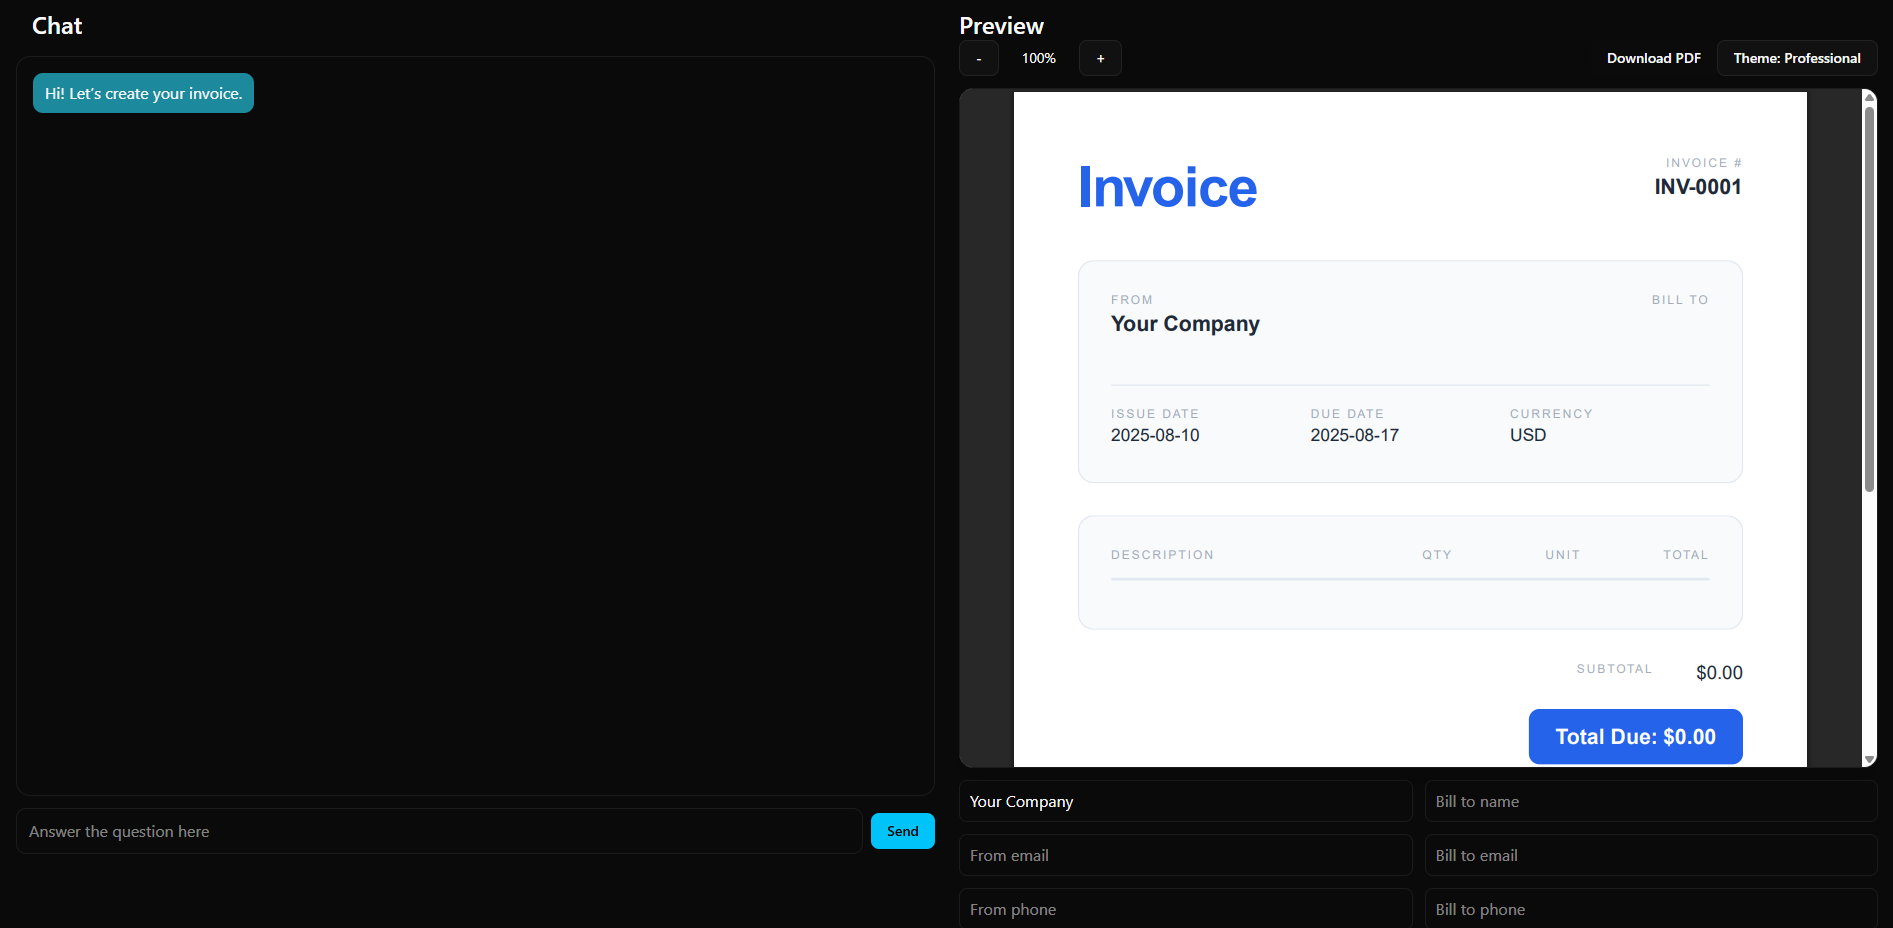 Chat
Hi! Let’s create your invoice.
Answer the question here
Send
Preview
-
100%
+
Download PDF
Theme: Professional
Invoice
INVOICE #
INV-0001
FROM
BILL TO
Your Company
ISSUE DATE
DUE DATE
CURRENCY
2025-08-10
2025-08-17
USD
DESCRIPTION
QTY
UNIT
TOTAL
SUBTOTAL
$0.00
Total Due: $0.00
Your Company
Bill to name
From email
Bill to email
From phone
Bill to phone